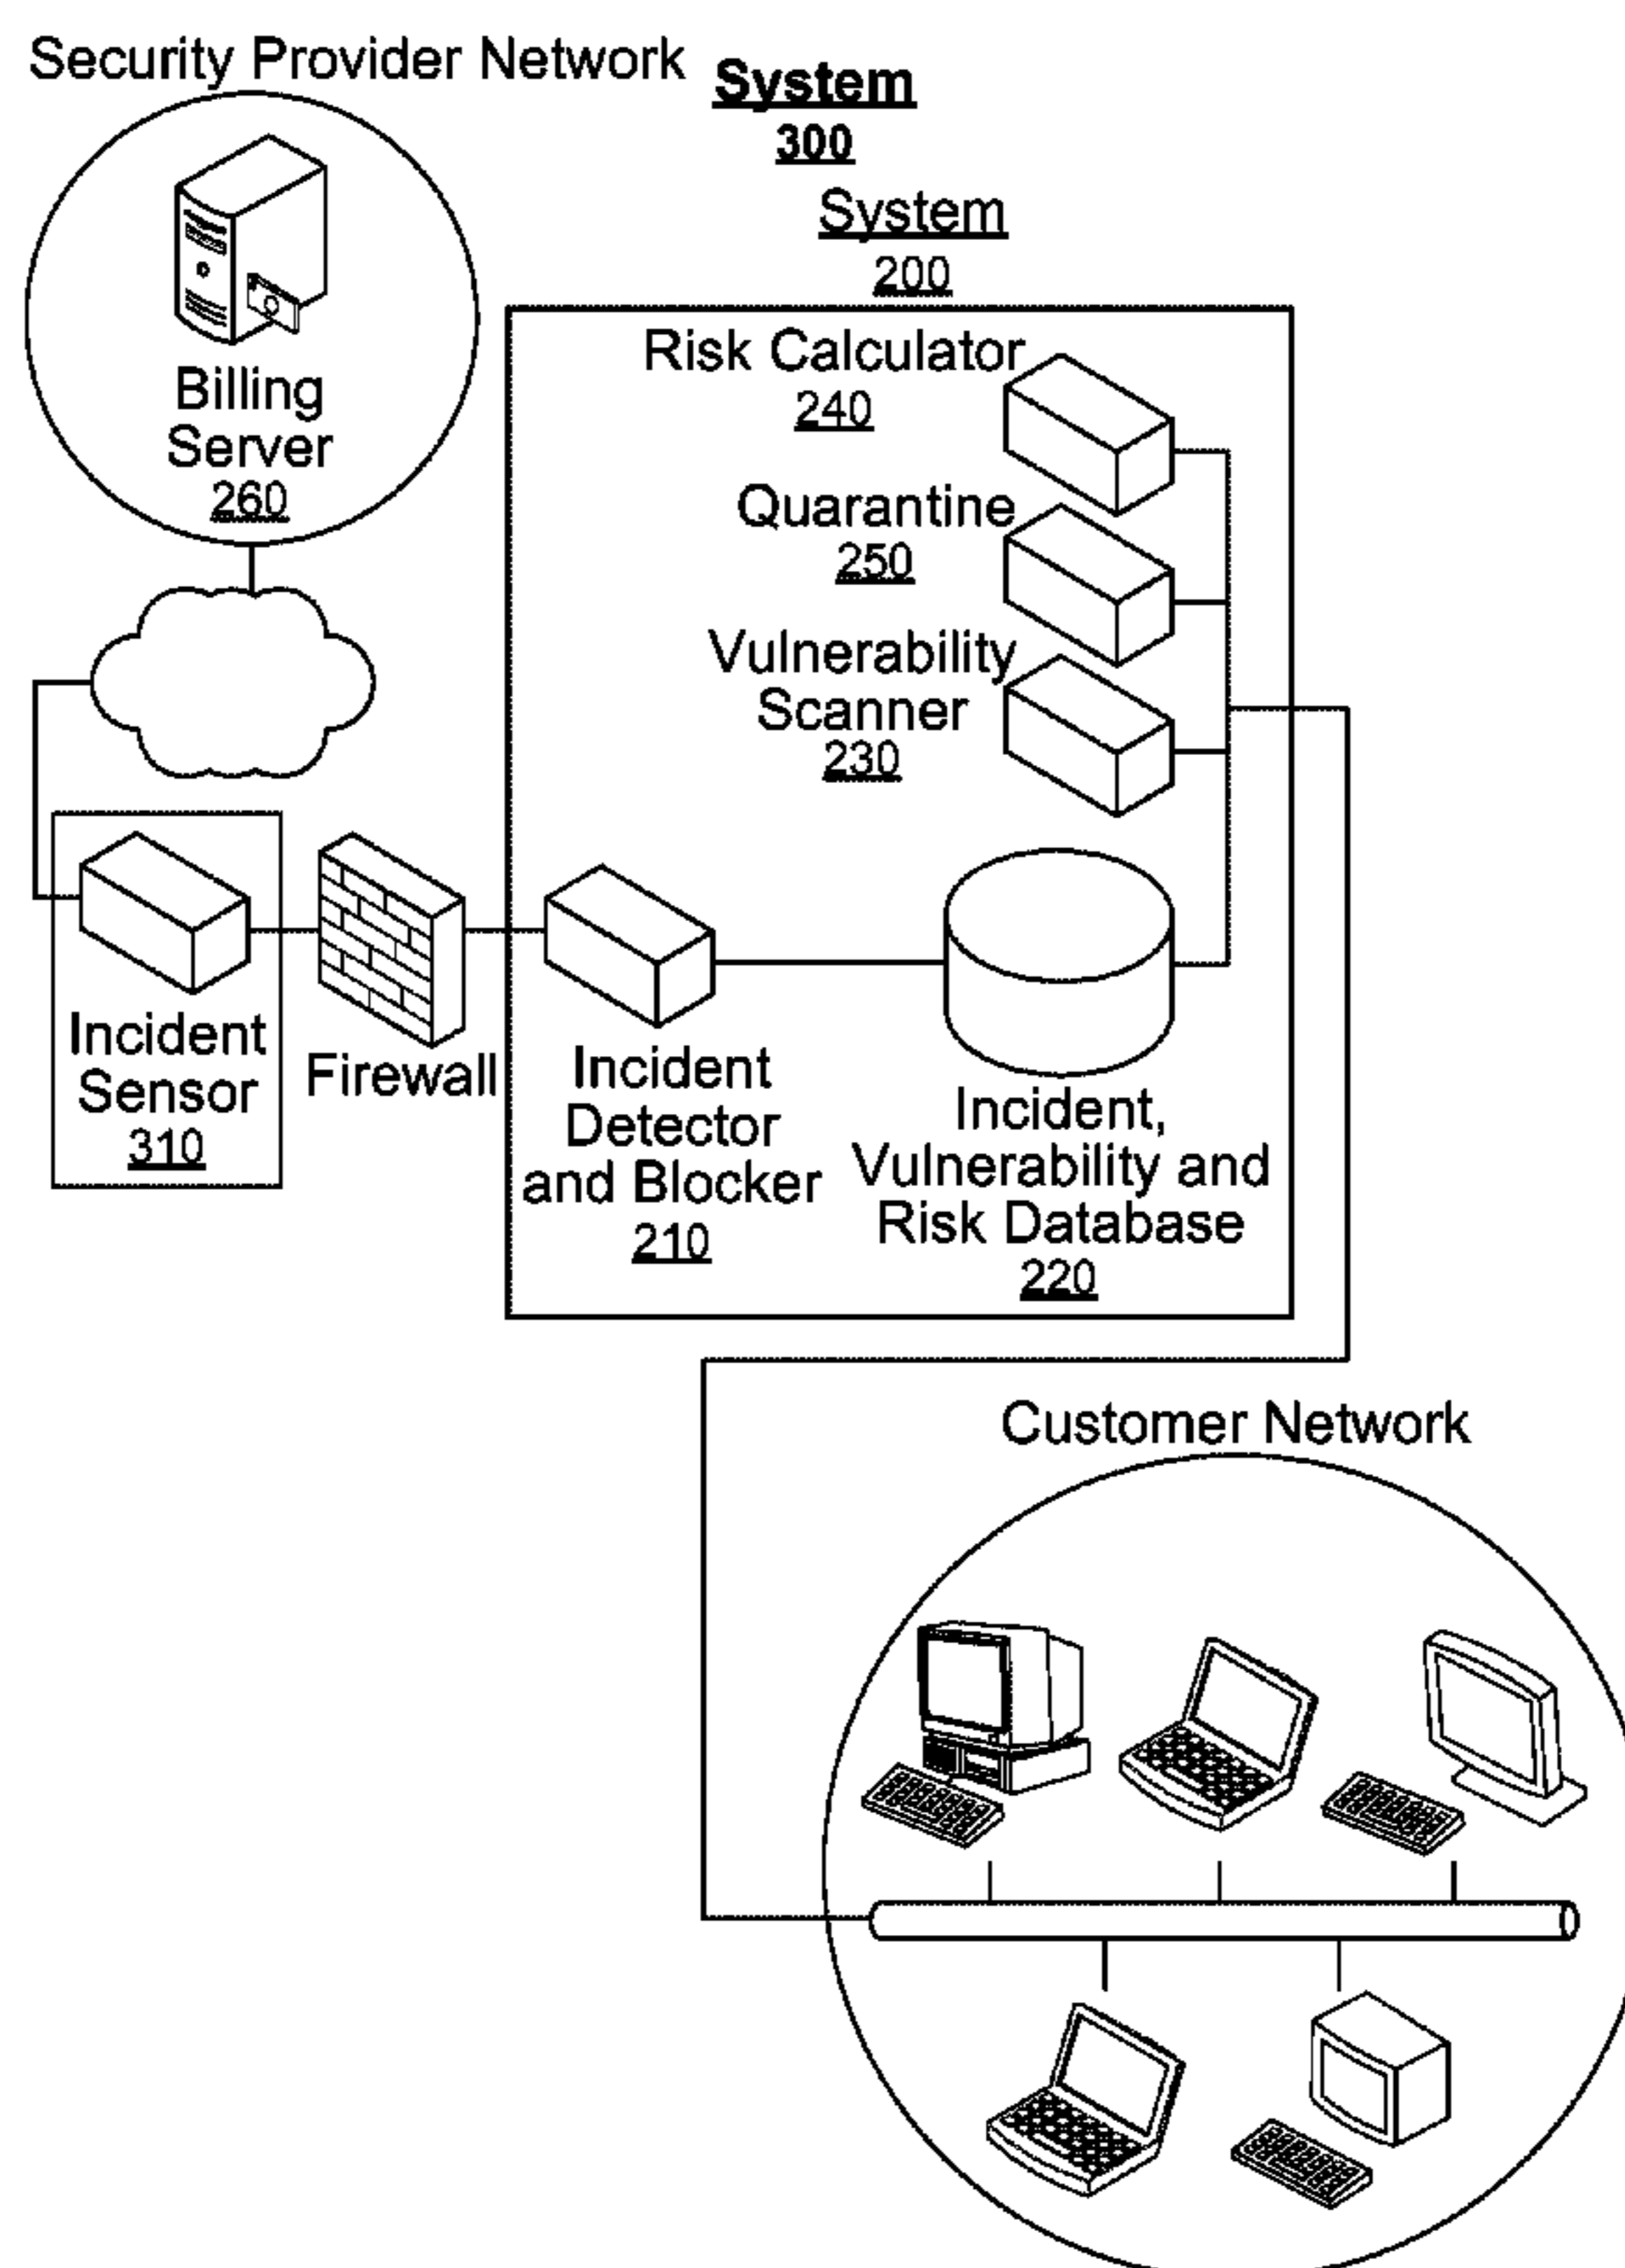 Security Provider Network
System
300
System
200
Billing
Server
260
Risk Calculator
240
Quarantine
250
Vulnerability
Scanner
230
Incident
Sensor
310
Firewall
Incident
Detector
and Blocker
210
Incident,
Vulnerability and
Risk Database
220
Customer Network